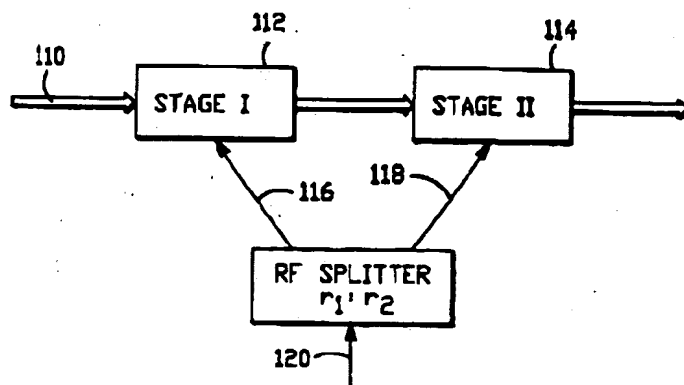 112
114
110
STAGE I
STAGE II
116
118
RF SPLITTER
r1, r2
120